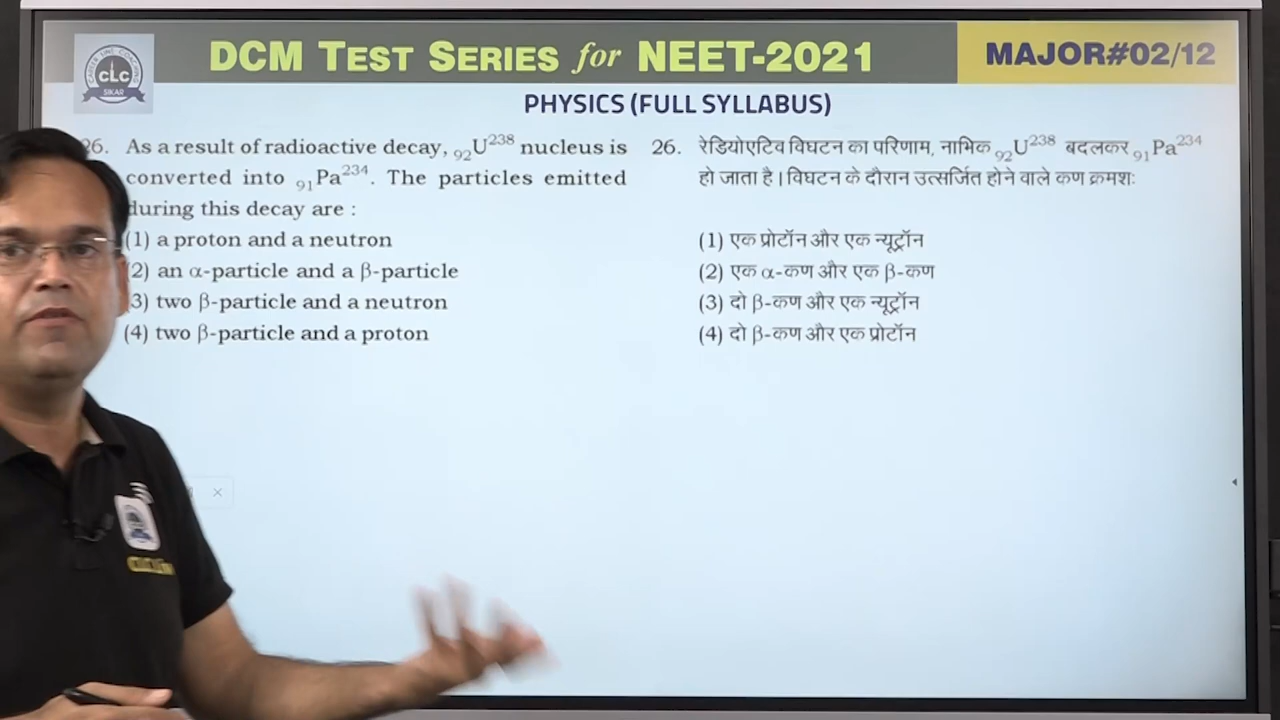 DCM TEST SERIES for NEET-2021
MAJOR#02/12
CAREER LINE COACHING
CLC
SIKAR
PHYSICS (FULL SYLLABUS)
26. As a result of radioactive decay, ₉₂U²³⁸ nucleus is
converted into ₉₁Pa²³⁴. The particles emitted
during this decay are :
(1) a proton and a neutron
(2) an α-particle and a β-particle
(3) two β-particle and a neutron
(4) two β-particle and a proton
26. रेडियोएटिव विघटन का परिणाम, नाभिक ₉₂U²³⁸ बदलकर ₉₁Pa²³⁴
हो जाता है। विघटन के दौरान उत्सर्जित होने वाले कण क्रमशः
(1) एक प्रोटॉन और एक न्यूट्रॉन
(2) एक α-कण और एक β-कण
(3) दो β-कण और एक न्यूट्रॉन
(4) दो β-कण और एक प्रोटॉन